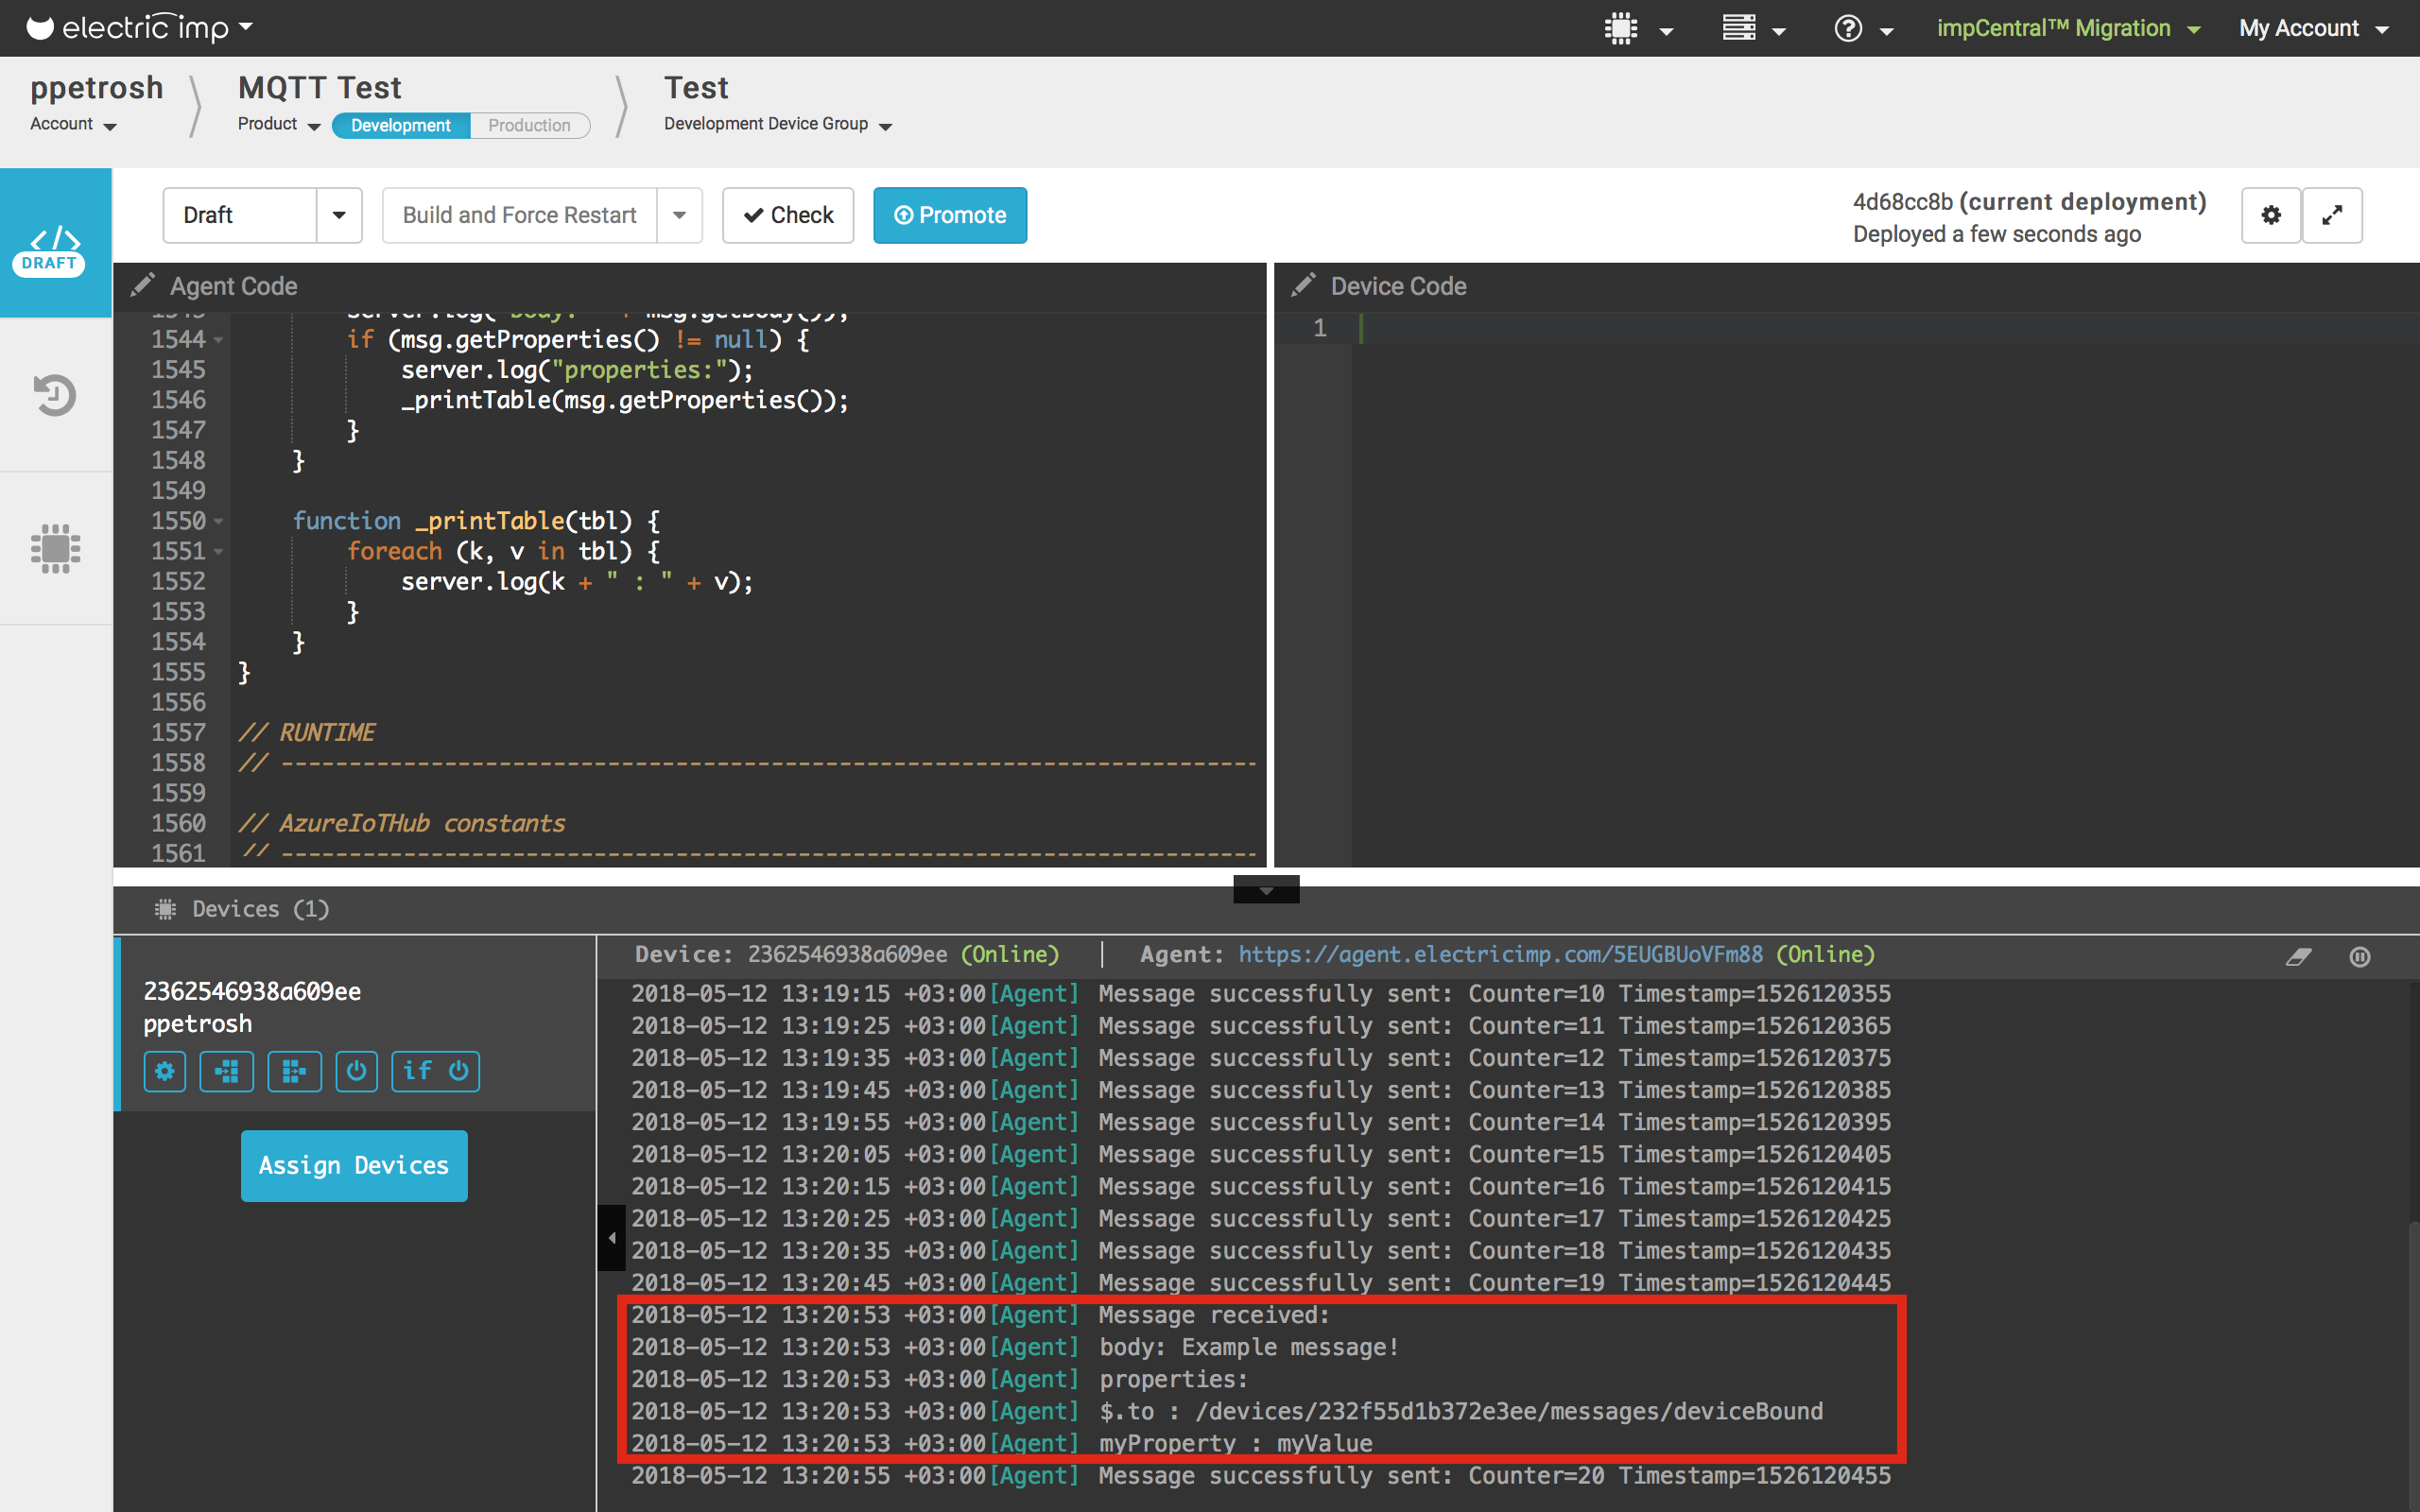 electric imp
impCentral™ Migration
My Account
ppetrosh
Account
MQTT Test
Product
Development
Production
Test
Development Device Group
Draft
Build and Force Restart
Check
Promote
4d68cc8b (current deployment)
Deployed a few seconds ago
DRAFT
Agent Code
server.log("body: " + msg.getBody());
1544 if (msg.getProperties() != null) {
1545 server.log("properties:");
1546 _printTable(msg.getProperties());
1547 }
1548 }
1549
1550 function _printTable(tbl) {
1551 foreach (k, v in tbl) {
1552 server.log(k + " : " + v);
1553 }
1554 }
1555 }
1556
1557 // RUNTIME
1558 // ------------------------------------------------------------------------
1559
1560 // AzureIoTHub constants
1561 // ------------------------------------------------------------------------
Device Code
1
Devices (1)
2362546938a609ee
ppetrosh
if
Assign Devices
Device: 2362546938a609ee (Online) | Agent: https://agent.electricimp.com/5EUGBUoVFm88 (Online)
2018-05-12 13:19:15 +03:00 [Agent] Message successfully sent: Counter=10 Timestamp=1526120355
2018-05-12 13:19:25 +03:00 [Agent] Message successfully sent: Counter=11 Timestamp=1526120365
2018-05-12 13:19:35 +03:00 [Agent] Message successfully sent: Counter=12 Timestamp=1526120375
2018-05-12 13:19:45 +03:00 [Agent] Message successfully sent: Counter=13 Timestamp=1526120385
2018-05-12 13:19:55 +03:00 [Agent] Message successfully sent: Counter=14 Timestamp=1526120395
2018-05-12 13:20:05 +03:00 [Agent] Message successfully sent: Counter=15 Timestamp=1526120405
2018-05-12 13:20:15 +03:00 [Agent] Message successfully sent: Counter=16 Timestamp=1526120415
2018-05-12 13:20:25 +03:00 [Agent] Message successfully sent: Counter=17 Timestamp=1526120425
2018-05-12 13:20:35 +03:00 [Agent] Message successfully sent: Counter=18 Timestamp=1526120435
2018-05-12 13:20:45 +03:00 [Agent] Message successfully sent: Counter=19 Timestamp=1526120445
2018-05-12 13:20:53 +03:00 [Agent] Message received:
2018-05-12 13:20:53 +03:00 [Agent] body: Example message!
2018-05-12 13:20:53 +03:00 [Agent] properties:
2018-05-12 13:20:53 +03:00 [Agent] $.to : /devices/232f55d1b372e3ee/messages/deviceBound
2018-05-12 13:20:53 +03:00 [Agent] myProperty : myValue
2018-05-12 13:20:55 +03:00 [Agent] Message successfully sent: Counter=20 Timestamp=1526120455